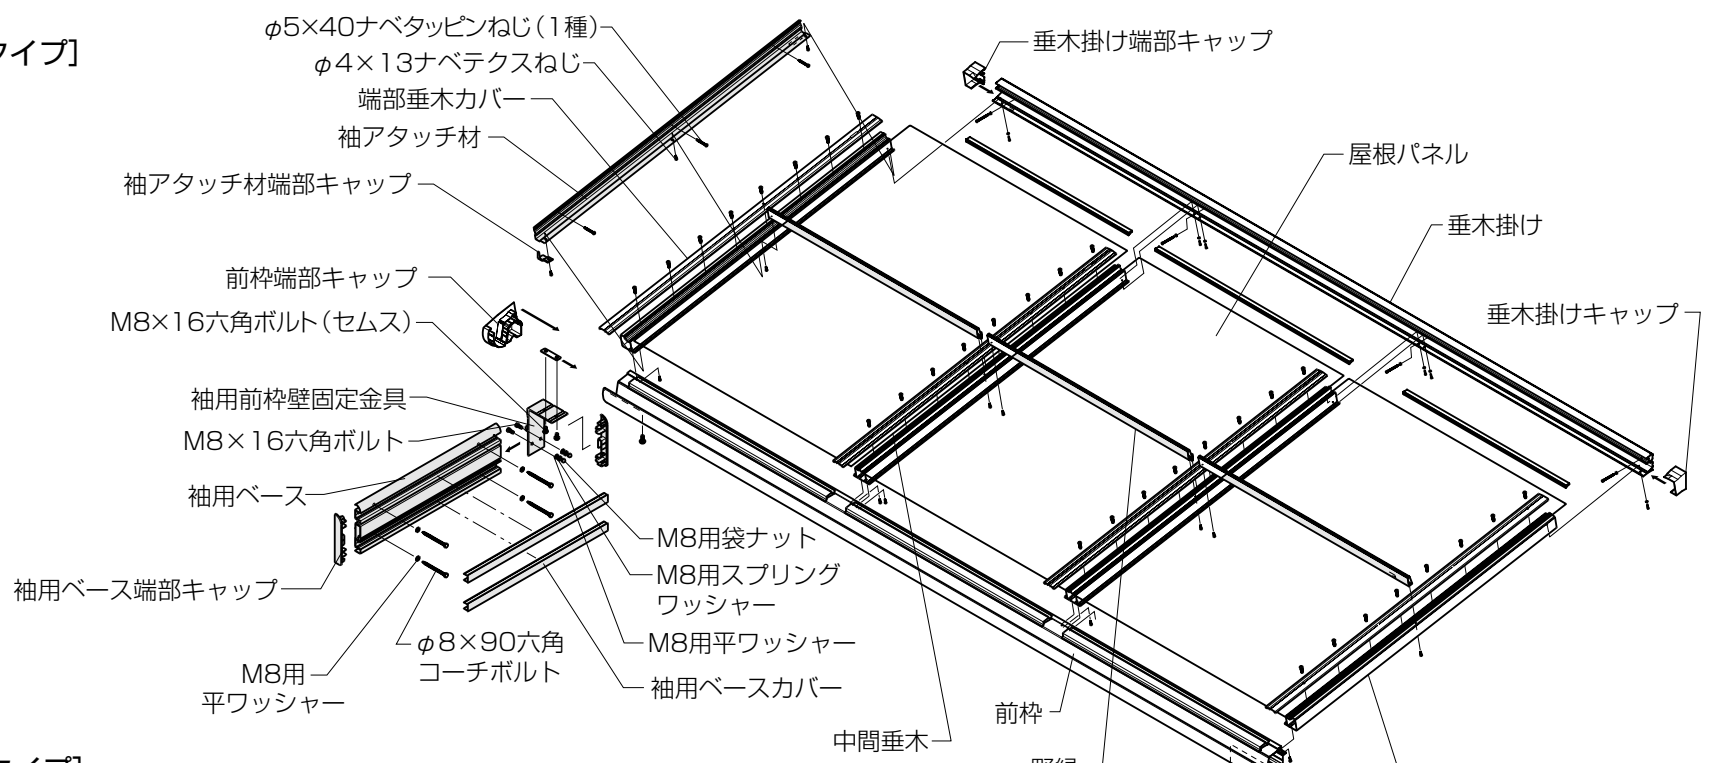 イプ]
φ5×40ナベタッピンねじ(1種)
φ4×13ナベテクスねじ
端部垂木カバー
袖アタッチ材
袖アタッチ材端部キャップ
前枠端部キャップ
M8×16六角ボルト(セムス)
袖用前枠壁固定金具
M8×16六角ボルト
袖用ベース
袖用ベース端部キャップ
M8用
平ワッシャー
φ8×90六角
コーチボルト
M8用袋ナット
M8用スプリング
ワッシャー
M8用平ワッシャー
袖用ベースカバー
垂木掛け端部キャップ
屋根パネル
垂木掛け
垂木掛けキャップ
前枠
中間垂木
野縁